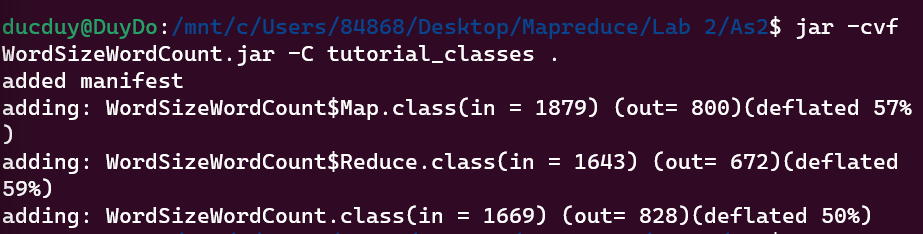 ducduy@DuyDo:/mnt/c/Users/84868/Desktop/Mapreduce/Lab 2/As2$ jar -cvf
WordSizeWordCount.jar -C tutorial_classes .
added manifest
adding: WordSizeWordCount$Map.class(in = 1879) (out= 800)(deflated 57%
)
adding: WordSizeWordCount$Reduce.class(in = 1643) (out= 672)(deflated
59%)
adding: WordSizeWordCount.class(in = 1669) (out= 828)(deflated 50%)